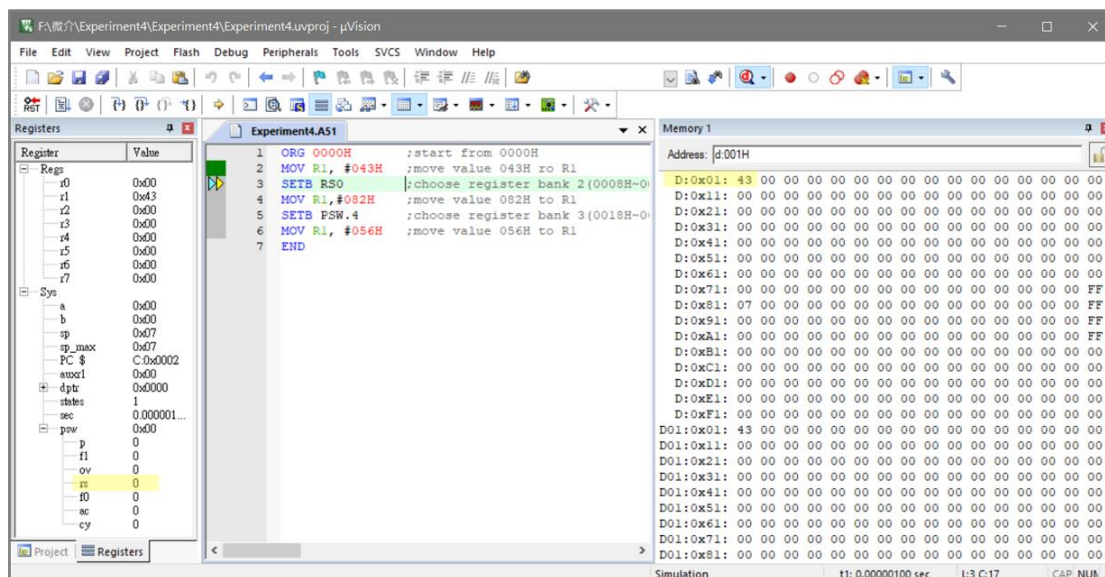 F:\微介\Experiment4\Experiment4\Experiment4.uvproj - µVision
File Edit View Project Flash Debug Peripherals Tools SVCS Window Help
Registers
Register Value
Regs
r0 0x00
r1 0x43
r2 0x00
r3 0x00
r4 0x00
r5 0x00
r6 0x00
r7 0x00
Sys
a 0x00
b 0x00
sp 0x07
sp_max 0x07
PC $ C:0x0002
auxr1 0x00
dptr 0x0000
states 1
sec 0.000001...
psw 0x00
p 0
f1 0
ov 0
rs 0
f0 0
ac 0
cy 0
Project Registers
Experiment4.A51
1 ORG 0000H ;start from 0000H
2 MOV R1, #043H ;move value 043H ro R1
3 SETB RS0 ;choose register bank 2(0008H~0
4 MOV R1,#082H ;move value 082H to R1
5 SETB PSW.4 ;choose register bank 3(0018H~0
6 MOV R1, #056H ;move value 056H to R1
7 END
Memory 1
Address: d:001H
D:0x01: 43 00 00 00 00 00 00 00 00 00 00 00 00 00 00 00
D:0x11: 00 00 00 00 00 00 00 00 00 00 00 00 00 00 00 00
D:0x21: 00 00 00 00 00 00 00 00 00 00 00 00 00 00 00 00
D:0x31: 00 00 00 00 00 00 00 00 00 00 00 00 00 00 00 00
D:0x41: 00 00 00 00 00 00 00 00 00 00 00 00 00 00 00 00
D:0x51: 00 00 00 00 00 00 00 00 00 00 00 00 00 00 00 00
D:0x61: 00 00 00 00 00 00 00 00 00 00 00 00 00 00 00 00
D:0x71: 00 00 00 00 00 00 00 00 00 00 00 00 00 00 00 FF
D:0x81: 07 00 00 00 00 00 00 00 00 00 00 00 00 00 00 FF
D:0x91: 00 00 00 00 00 00 00 00 00 00 00 00 00 00 00 FF
D:0xA1: 00 00 00 00 00 00 00 00 00 00 00 00 00 00 00 FF
D:0xB1: 00 00 00 00 00 00 00 00 00 00 00 00 00 00 00 00
D:0xC1: 00 00 00 00 00 00 00 00 00 00 00 00 00 00 00 00
D:0xD1: 00 00 00 00 00 00 00 00 00 00 00 00 00 00 00 00
D:0xE1: 00 00 00 00 00 00 00 00 00 00 00 00 00 00 00 00
D:0xF1: 00 00 00 00 00 00 00 00 00 00 00 00 00 00 00 00
D01:0x01: 43 00 00 00 00 00 00 00 00 00 00 00 00 00 00 00
D01:0x11: 00 00 00 00 00 00 00 00 00 00 00 00 00 00 00 00
D01:0x21: 00 00 00 00 00 00 00 00 00 00 00 00 00 00 00 00
D01:0x31: 00 00 00 00 00 00 00 00 00 00 00 00 00 00 00 00
D01:0x41: 00 00 00 00 00 00 00 00 00 00 00 00 00 00 00 00
D01:0x51: 00 00 00 00 00 00 00 00 00 00 00 00 00 00 00 00
D01:0x61: 00 00 00 00 00 00 00 00 00 00 00 00 00 00 00 00
D01:0x71: 00 00 00 00 00 00 00 00 00 00 00 00 00 00 00 00
D01:0x81: 00 00 00 00 00 00 00 00 00 00 00 00 00 00 00 00
Simulation t1: 0.00000100 sec L:3 C:17 CAP NUM